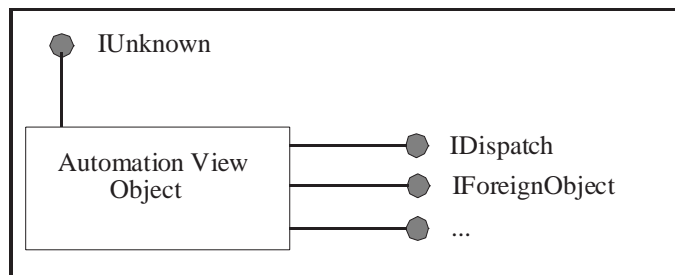 IUnknown
Automation View
Object
IDispatch
IForeignObject
...